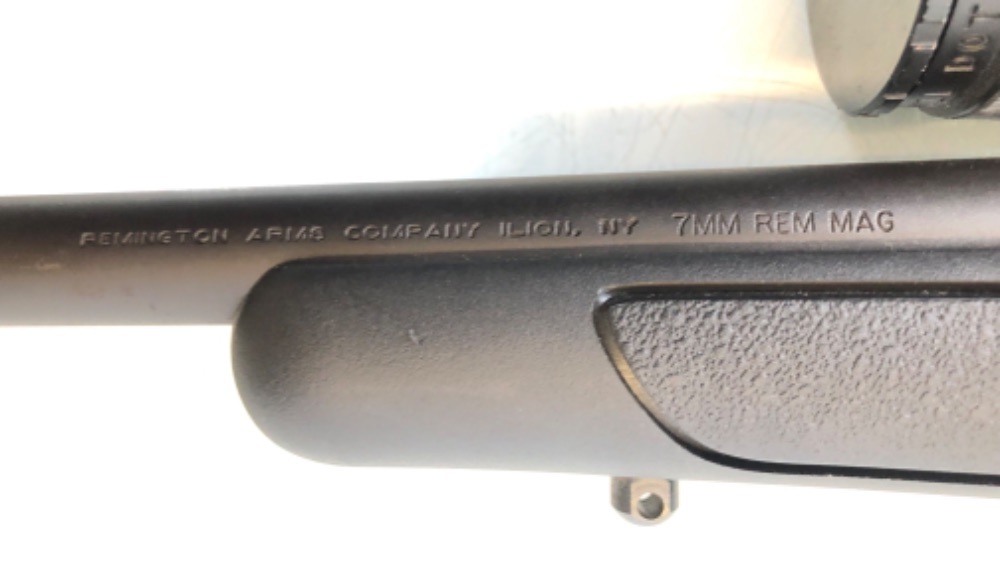 REMINGTON ARMS COMPANY ILION, NY 7MM REM MAG